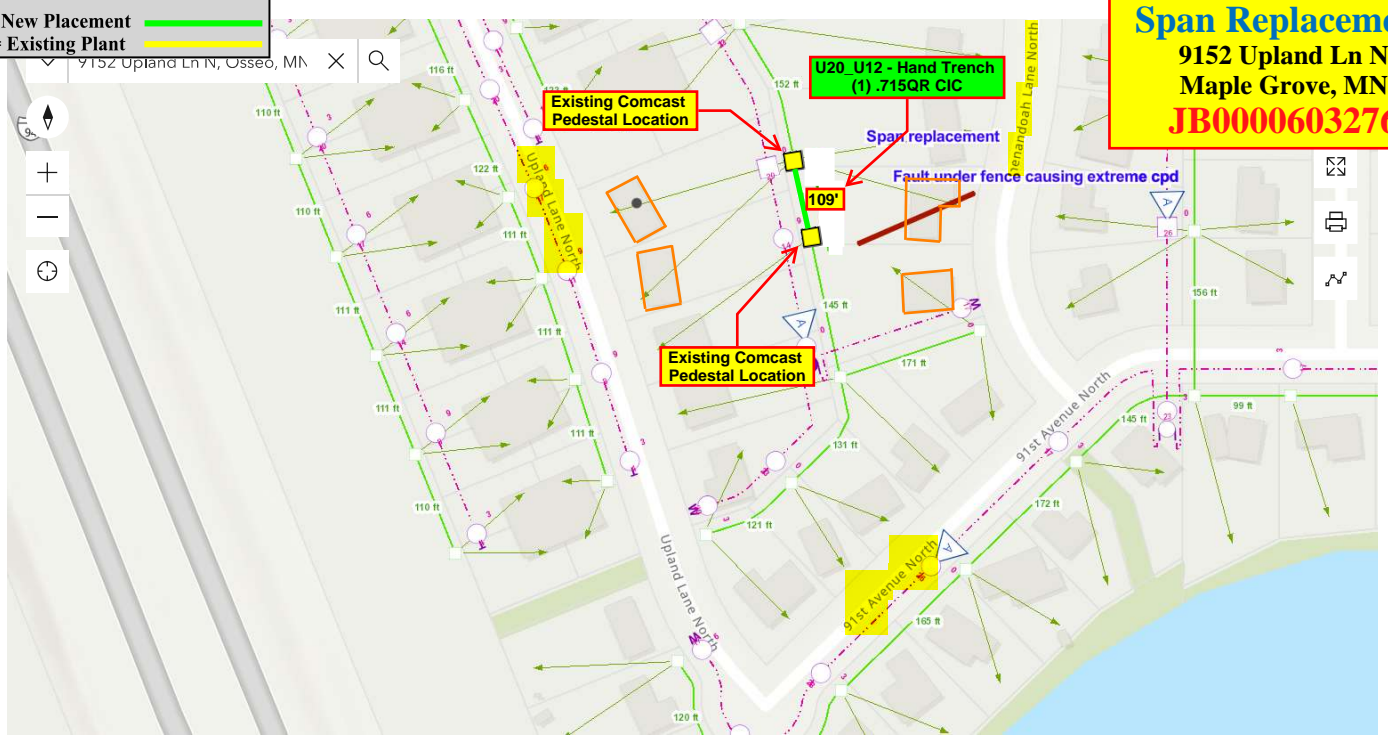 New Placement
Existing Plant
9152 Upland Ln N, Osseo, MN
Span Replaceme
9152 Upland Ln N
Maple Grove, MN
JB0000603276
U20_U12 - Hand Trench
(1) .715QR CIC
Existing Comcast
Pedestal Location
Span replacement
Fault under fence causing extreme cpd
109'
Existing Comcast
Pedestal Location
116 ft
110 ft
122 ft
110 ft
111 ft
111 ft
111 ft
111 ft
111 ft
110 ft
152 ft
145 ft
171 ft
131 ft
121 ft
156 ft
99 ft
145 ft
172 ft
165 ft
120 ft
Upland Lane North
Upland Lane North
henandoah Lane North
91st Avenue North
91st Avenue North
A
A
A
26
23